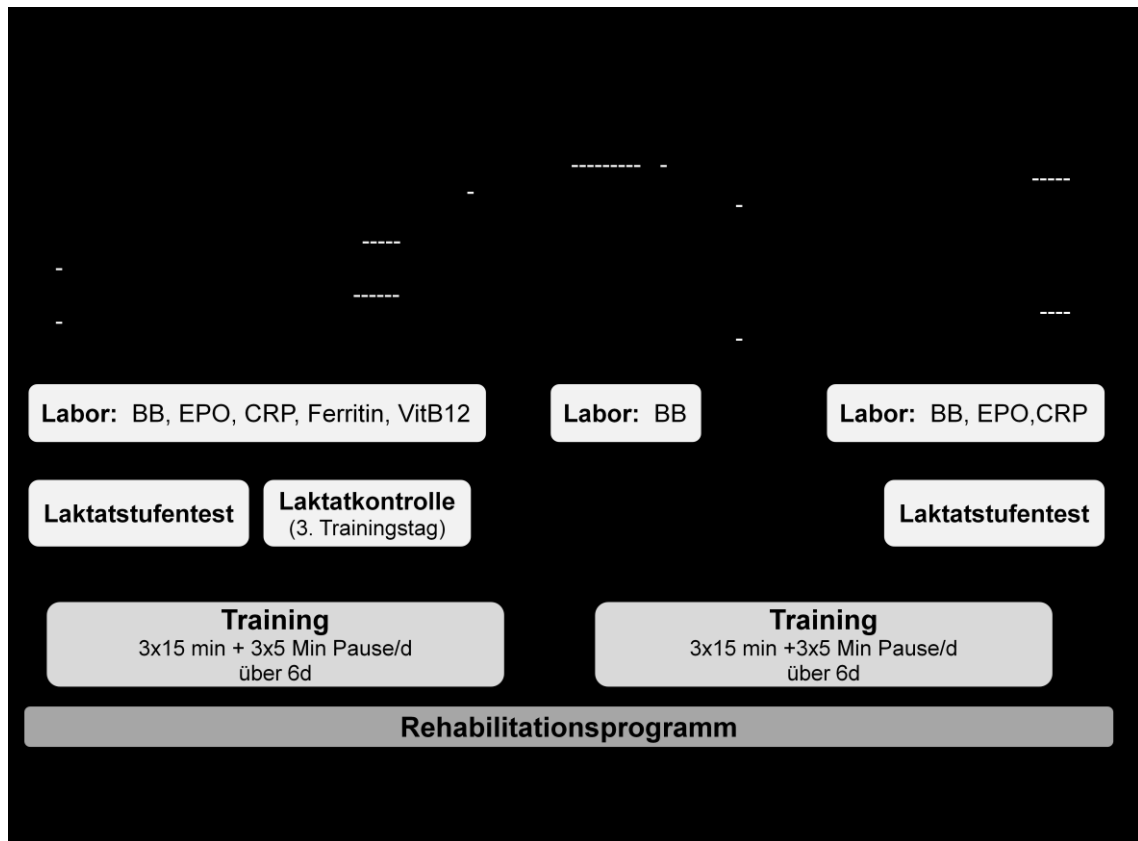 Labor: BB, EPO, CRP, Ferritin, VitB12
Labor: BB
Labor: BB, EPO,CRP
Laktatstufentest
Laktatkontrolle
(3. Trainingstag)
Laktatstufentest
Training
3x15 min + 3x5 Min Pause/d
über 6d
Training
3x15 min +3x5 Min Pause/d
über 6d
Rehabilitationsprogramm